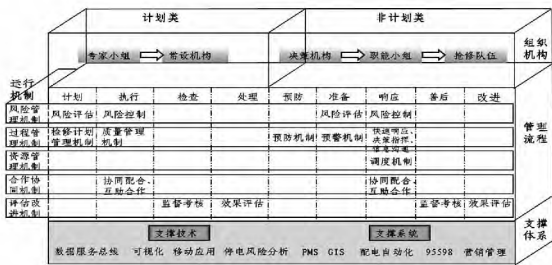 计划类 非计划类
组织机构
专家小组 常设机构 决策机构 职能小组 抢修队伍
运行机制
计划 执行 检查 处理 预防 准备 响应 善后 改进
风险管理机制 风险评估 风险控制 风险评估 风险控制
过程管理机制 检修计划管理机制 质量管理机制 预防机制 预警机制 快速响应、决策指挥、信息沟通
资源管理机制 调度机制
合作协同机制 协同配合、互助合作 协同配合、互助合作
评估改进机制 监督考核 效果评估 监督考核 效果评估
管理流程
支撑技术 支撑系统
数据服务总线 可视化 移动应用 停电风险分析 PMS GIS 配电自动化 95598 营销管理
支撑体系